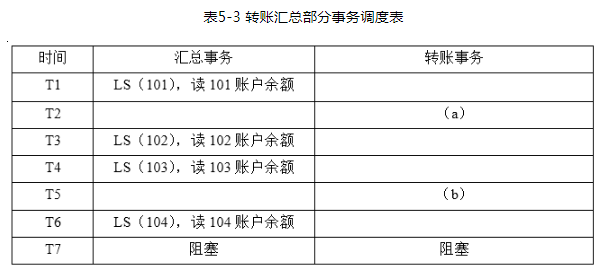 表5-3 转账汇总部分事务调度表
时间 汇总事务 转账事务
T1 LS（101），读 101 账户余额
T2 （a）
T3 LS（102），读 102 账户余额
T4 LS（103），读 103 账户余额
T5 （b）
T6 LS（104），读 104 账户余额
T7 阻塞 阻塞